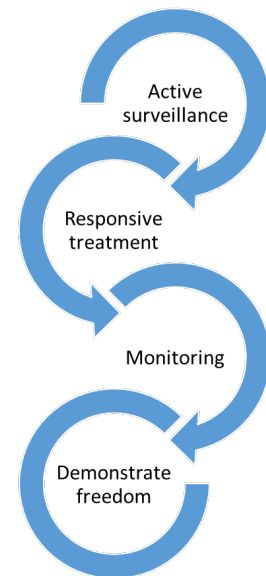 Active
surveillance
Responsive
treatment
Monitoring
Demonstrate
freedom